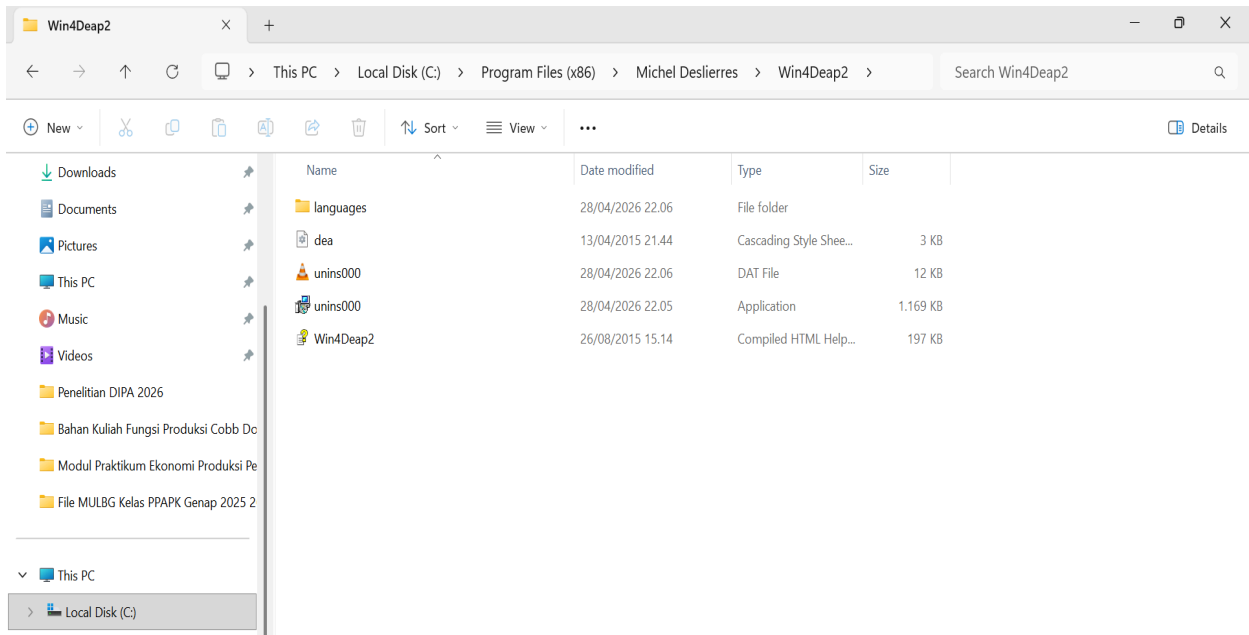 Win4Deap2
This PC > Local Disk (C:) > Program Files (x86) > Michel Deslierres > Win4Deap2 >
Search Win4Deap2
New
Sort
View
Details
Downloads
Documents
Pictures
This PC
Music
Videos
Penelitian DIPA 2026
Bahan Kuliah Fungsi Produksi Cobb Do
Modul Praktikum Ekonomi Produksi Pe
File MULBG Kelas PPAPK Genap 2025 2
This PC
Local Disk (C:)
Name Date modified Type Size
languages 28/04/2026 22.06 File folder
dea 13/04/2015 21.44 Cascading Style Shee... 3 KB
unins000 28/04/2026 22.06 DAT File 12 KB
unins000 28/04/2026 22.05 Application 1.169 KB
Win4Deap2 26/08/2015 15.14 Compiled HTML Help... 197 KB